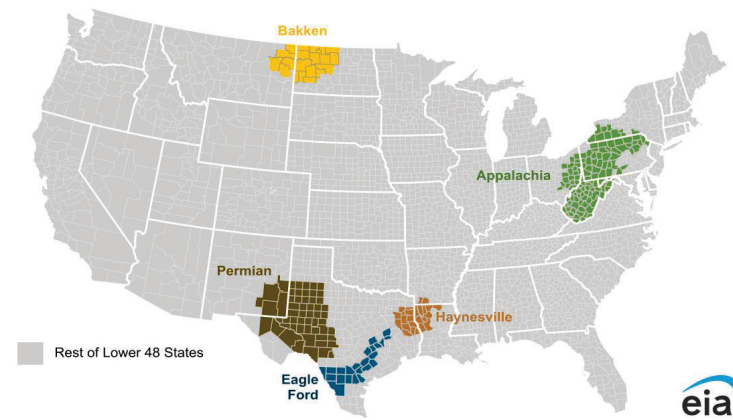 Bakken
Appalachia
Permian
Haynesville
Rest of Lower 48 States
Eagle
Ford
eia